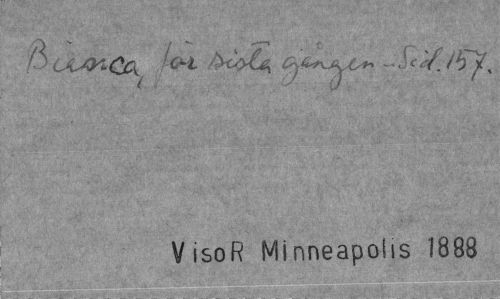 Bianca, för sista gången - Sid. 157.
VisoR Minneapolis 1888